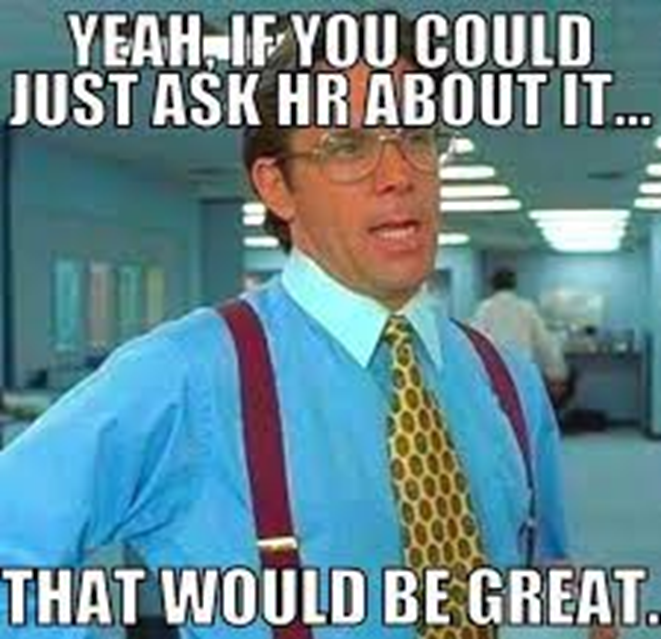 YEAH, IF YOU COULD
JUST ASK HR ABOUT IT...
THAT WOULD BE GREAT.